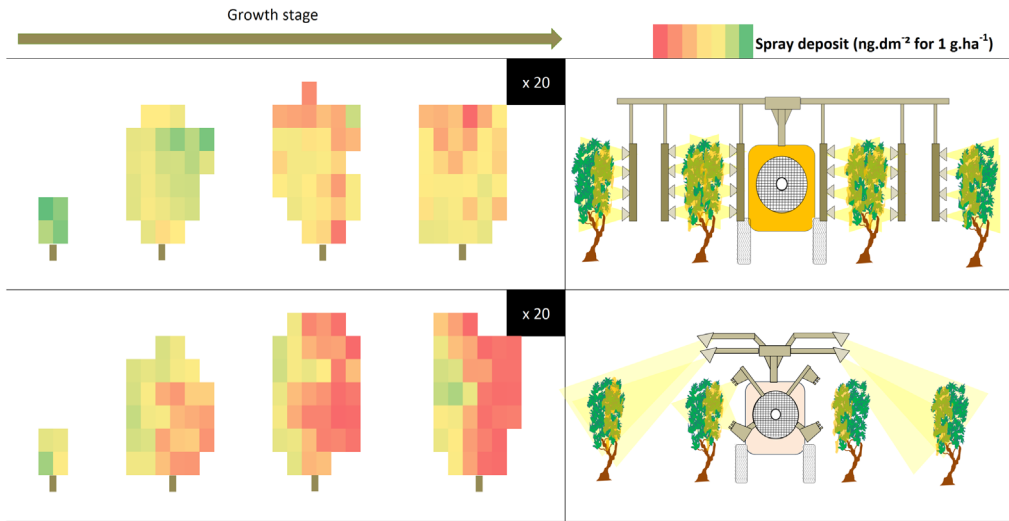 Growth stage
Spray deposit (ng.dm⁻² for 1 g.ha⁻¹)
x 20
x 20